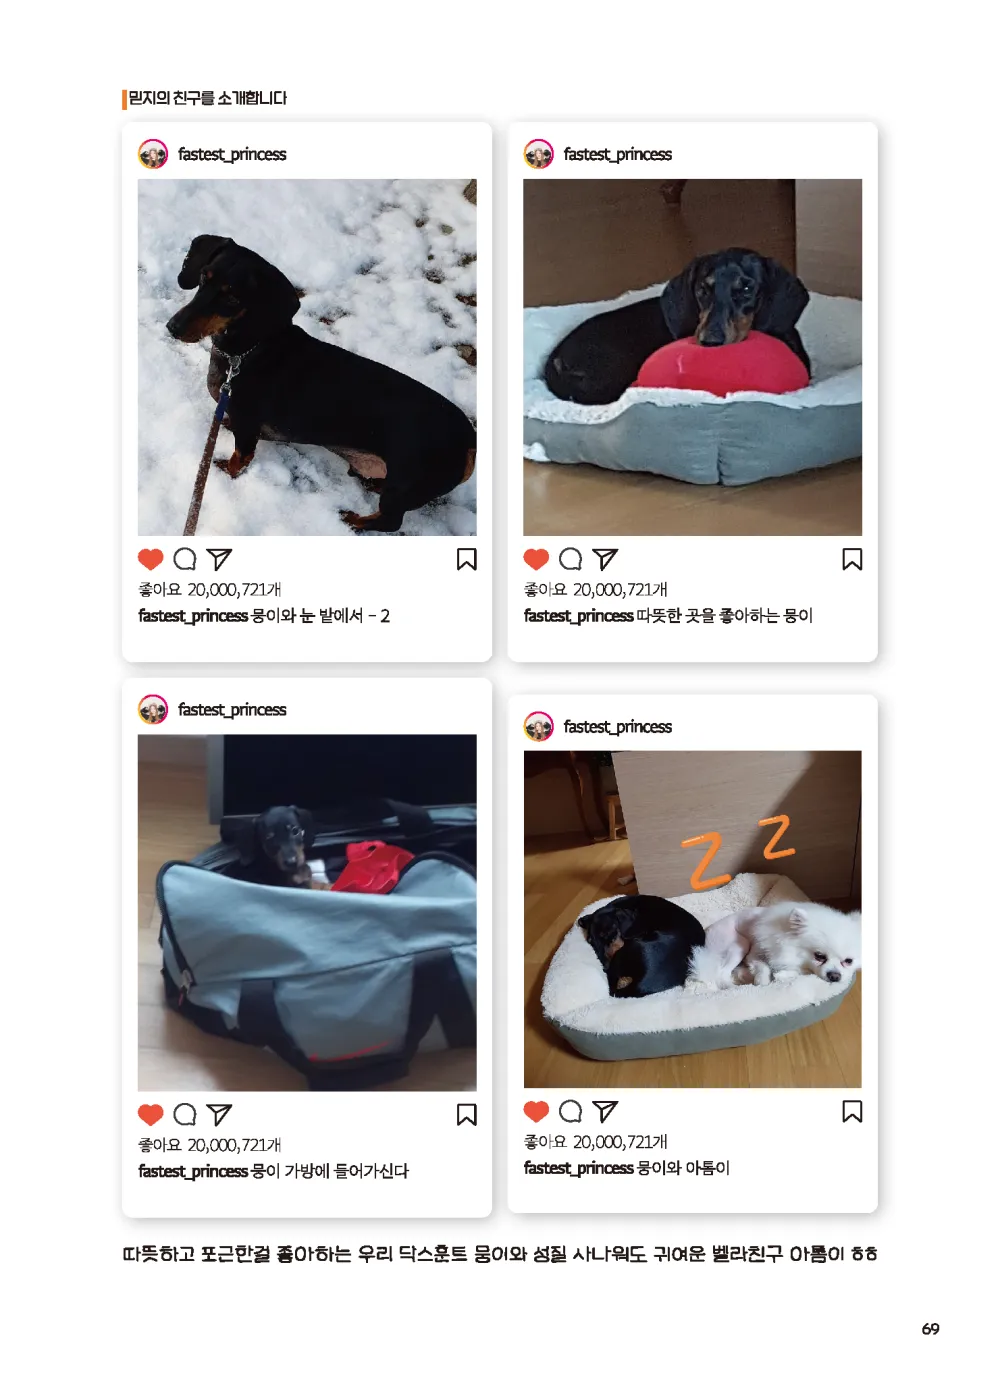 믿지의 친구를 소개합니다
fastest_princess
좋아요 20,000,721개
fastest_princess 뭉이와 눈 밭에서 - 2
fastest_princess
좋아요 20,000,721개
fastest_princess 따뜻한 곳을 좋아하는 뭉이
fastest_princess
좋아요 20,000,721개
fastest_princess 뭉이 가방에 들어가신다
fastest_princess
ZZ
좋아요 20,000,721개
fastest_princess 뭉이와 아톰이
따뜻하고 포근한걸 좋아하는 우리 닥스훈트 뭉이와 성질 사나워도 귀여운 벨라친구 아톰이 ㅎㅎ
69